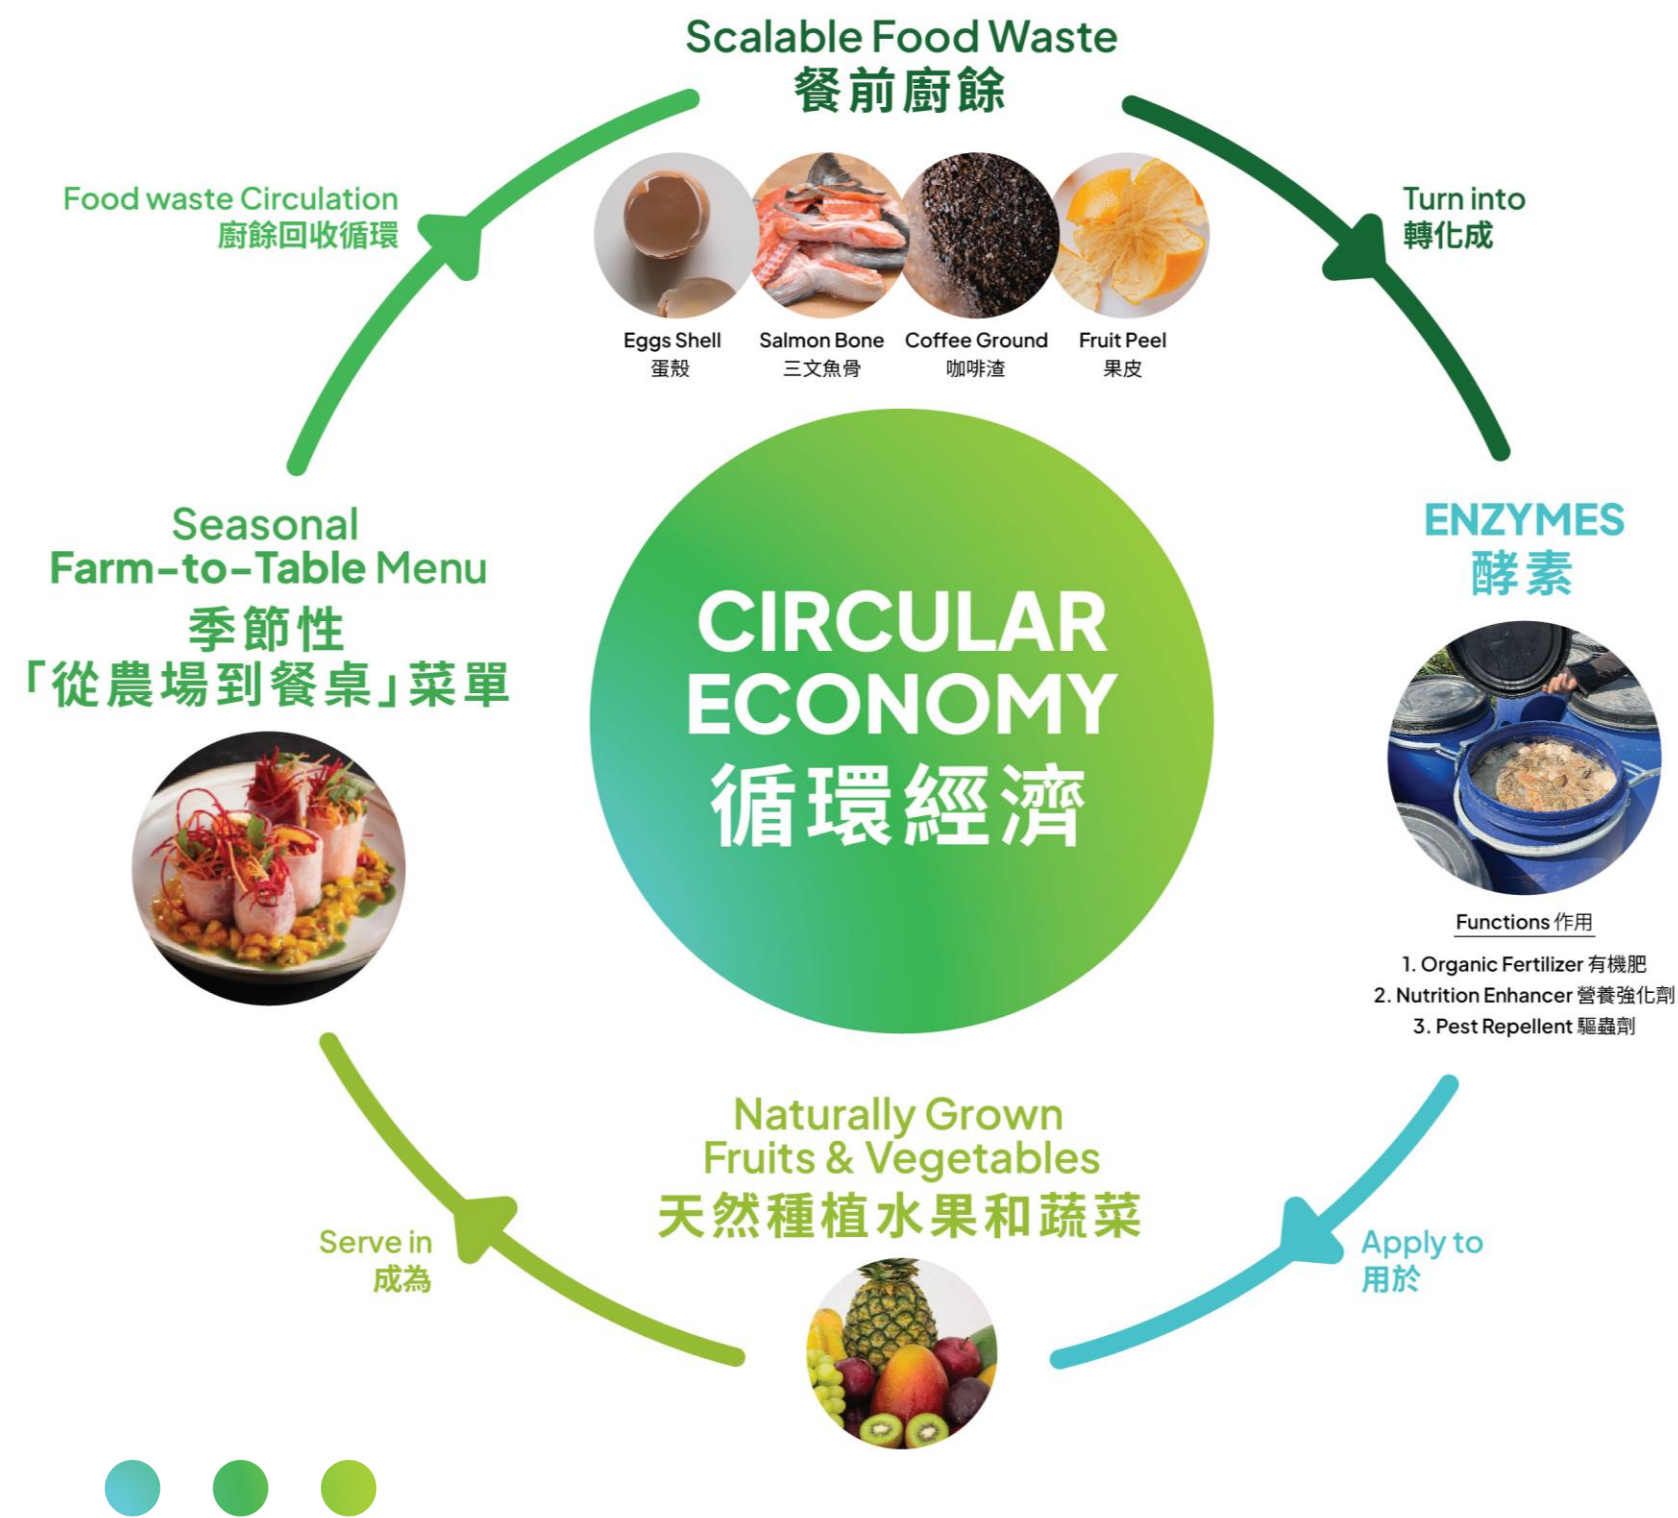 Scalable Food Waste
餐前廚餘
Food waste Circulation
廚餘回收循環
Turn into
轉化成
Eggs Shell
蛋殼
Salmon Bone
三文魚骨
Coffee Ground
咖啡渣
Fruit Peel
果皮
Seasonal
Farm-to-Table Menu
季節性
「從農場到餐桌」菜單
CIRCULAR
ECONOMY
循環經濟
ENZYMES
酵素
Functions 作用
1. Organic Fertilizer 有機肥
2. Nutrition Enhancer 營養強化劑
3. Pest Repellent 驅蟲劑
Naturally Grown
Fruits & Vegetables
天然種植水果和蔬菜
Serve in
成為
Apply to
用於